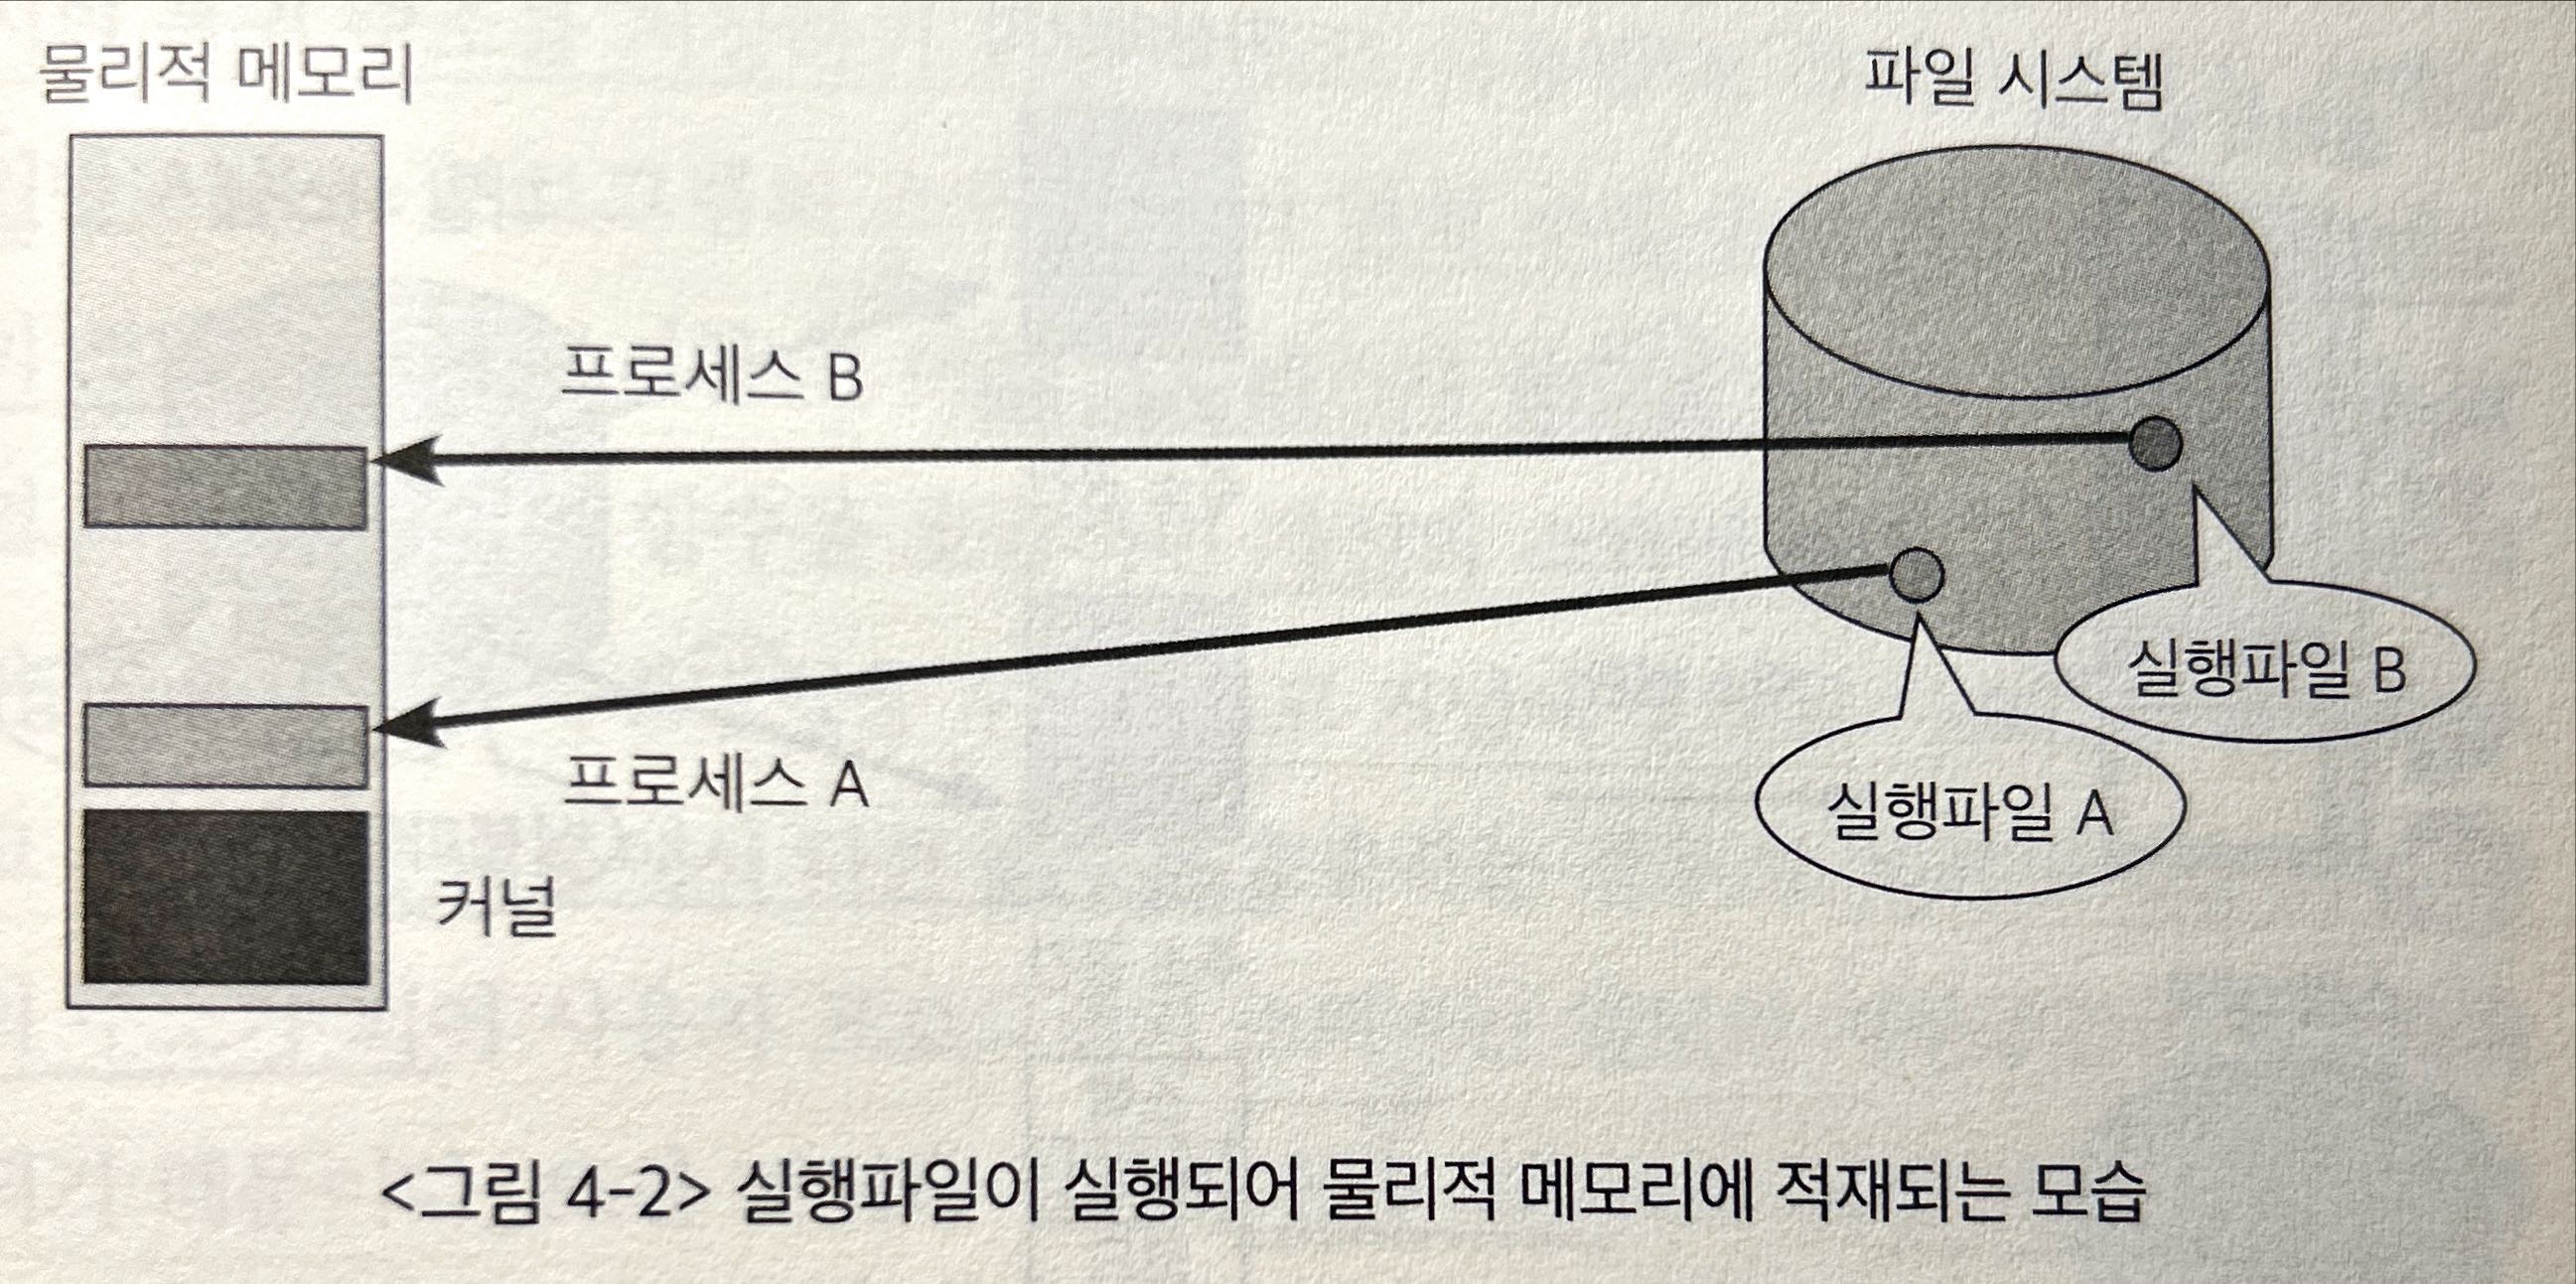 물리적 메모리
파일 시스템
프로세스 B
실행파일 B
프로세스 A
실행파일 A
커널
<그림 4-2> 실행파일이 실행되어 물리적 메모리에 적재되는 모습